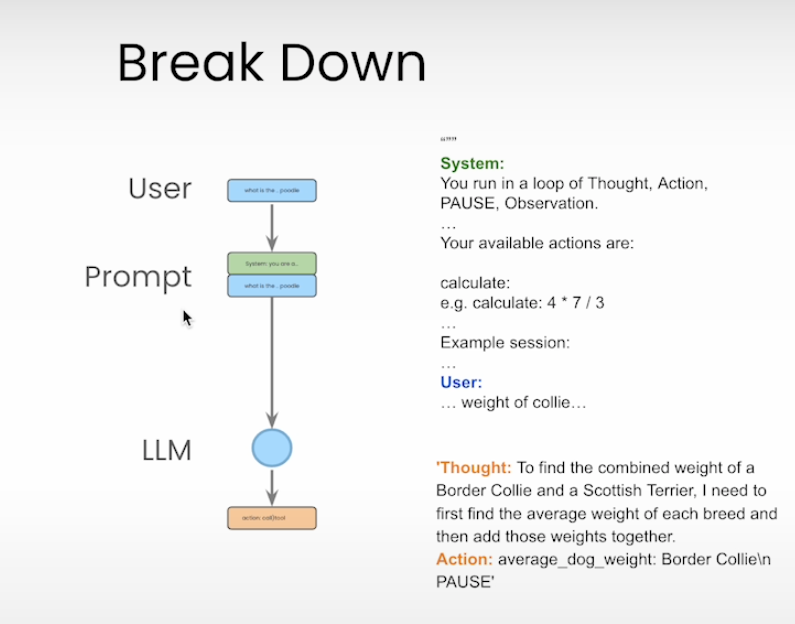 Break Down
User
what is the... poodle
Prompt
System: you are a...
what is the... poodle
LLM
action: call()tool
“””
System:
You run in a loop of Thought, Action,
PAUSE, Observation.
…
Your available actions are:
calculate:
e.g. calculate: 4 * 7 / 3
…
Example session:
…
User:
… weight of collie…
'Thought: To find the combined weight of a
Border Collie and a Scottish Terrier, I need to
first find the average weight of each breed and
then add those weights together.
Action: average_dog_weight: Border Collie\n
PAUSE'